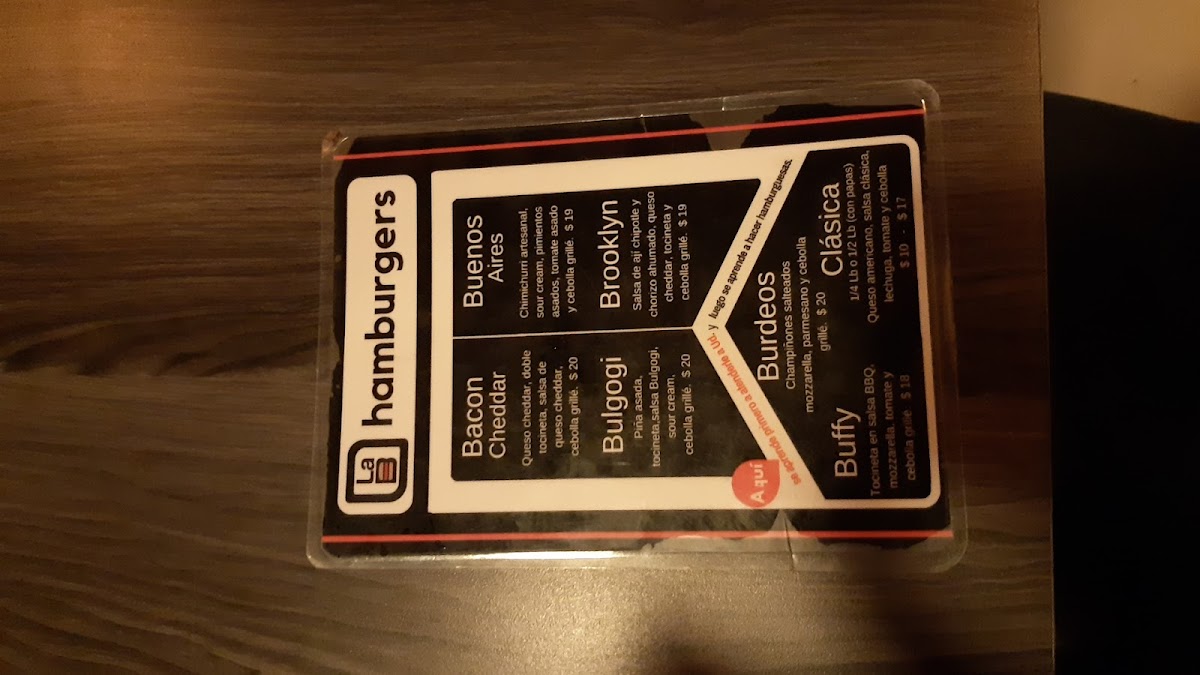 La
hamburgers
Bacon
Cheddar
Queso cheddar, doble
tocineta, salsa de
queso cheddar,
cebolla grillé. $ 20
Buenos
Aires
Chimichurri artesanal,
sour cream, pimientos
asados, tomate asado
y cebolla grillé. $ 19
Bulgogi
Piña asada,
tocineta,salsa Bulgogi,
sour cream,
cebolla grillé. $ 20
Brooklyn
Salsa de ají chipotle y
chorizo ahumado, queso
cheddar, tocineta y
cebolla grillé. $ 19
Aquí
se aprende primero a atenderle a Ud.- y luego se aprende a hacer hamburguesas.
Burdeos
Champiñones salteados
mozzarella, parmesano y cebolla
grillé. $ 20
Buffy
Tocineta en salsa BBQ,
mozzarella, tomate y
cebolla grillé $ 18
Clásica
1/4 Lb o 1/2 Lb (con papas)
Queso americano, salsa clásica,
lechuga, tomate y cebolla
$ 10 - $ 17